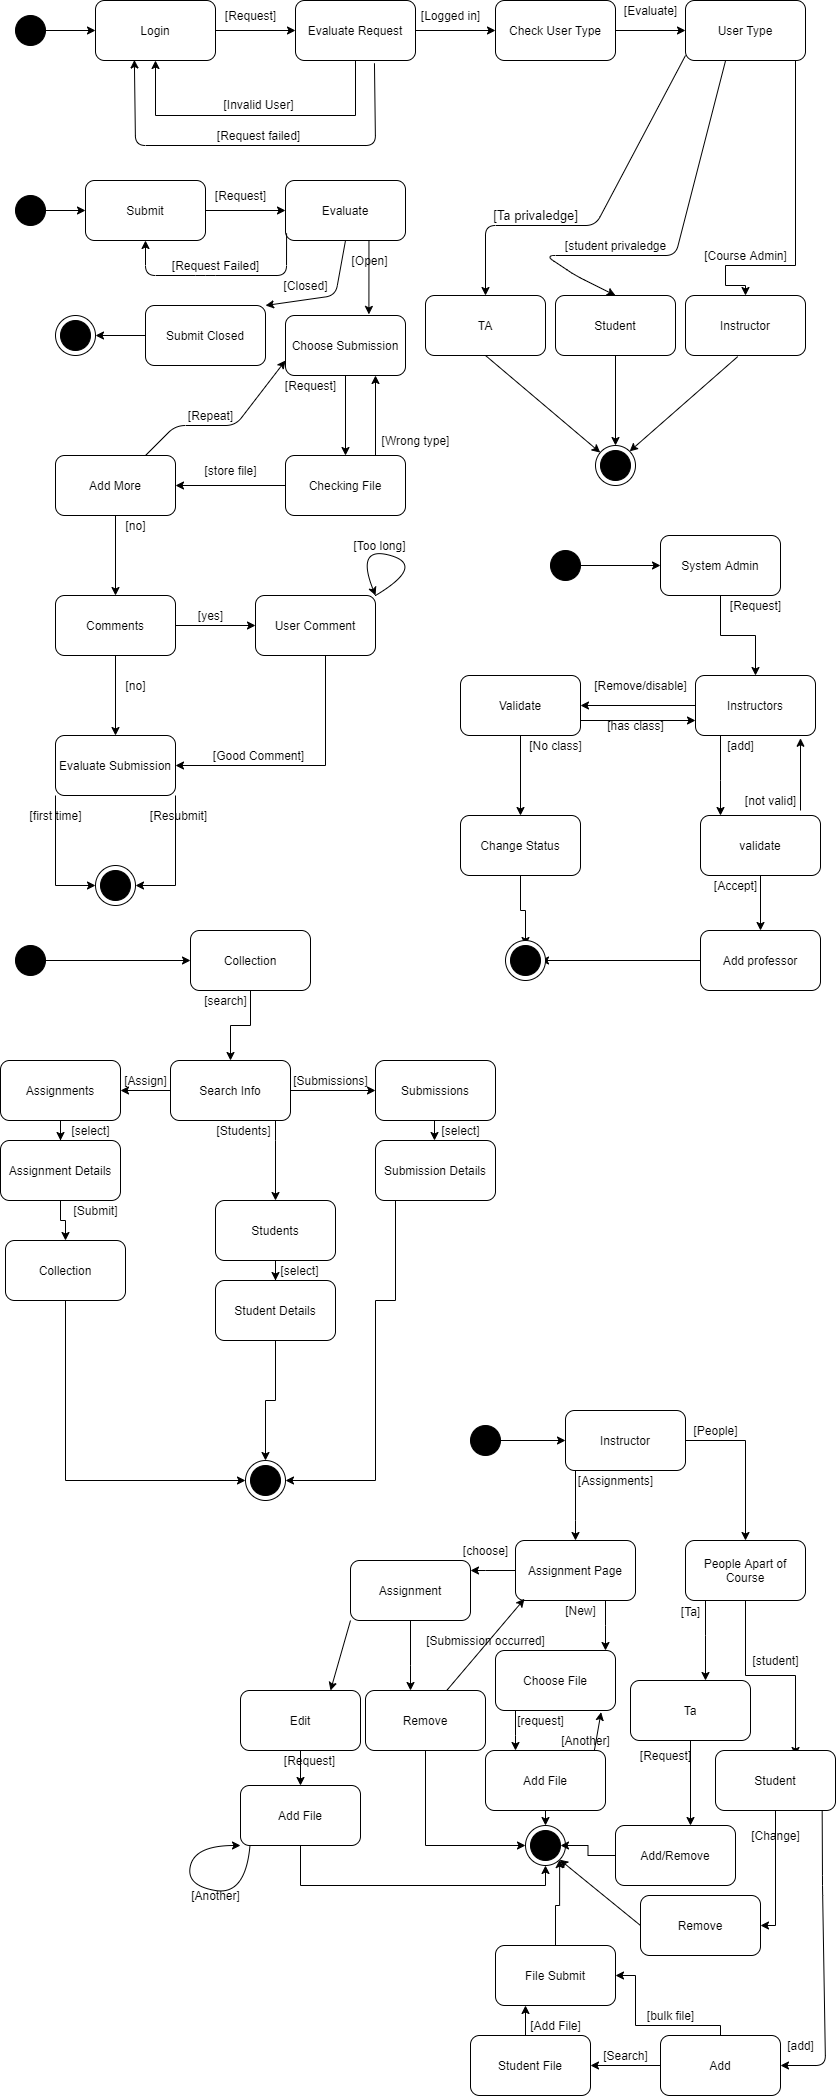 Login
[Request]
Evaluate Request
[Logged in]
Check User Type
[Evaluate]
User Type
[Invalid User]
[Request failed]
[Ta privaledge]
[student privaledge
[Course Admin]
TA
Student
Instructor
Submit
[Request]
Evaluate
[Request Failed]
[Open]
[Closed]
Submit Closed
Choose Submission
[Request]
[Repeat]
[Wrong type]
Add More
[store file]
Checking File
[no]
[Too long]
Comments
[yes]
User Comment
[no]
[Good Comment]
Evaluate Submission
[first time]
[Resubmit]
System Admin
[Request]
Validate
[Remove/disable]
Instructors
[has class]
[No class]
[add]
[not valid]
Change Status
validate
[Accept]
Add professor
Collection
[search]
Assignments
[Assign]
Search Info
[Submissions]
Submissions
[select]
[Students]
[select]
Assignment Details
Submission Details
[Submit]
Students
Collection
[select]
Student Details
Instructor
[People]
[Assignments]
[choose]
Assignment Page
People Apart of
Course
Assignment
[New]
[Ta]
[Submission occurred]
[student]
Choose File
Edit
Remove
Ta
[request]
[Another]
[Request]
[Request]
Add File
Student
Add File
[Change]
Add/Remove
[Another]
Remove
File Submit
[bulk file]
[Add File]
[add]
Student File
[Search]
Add